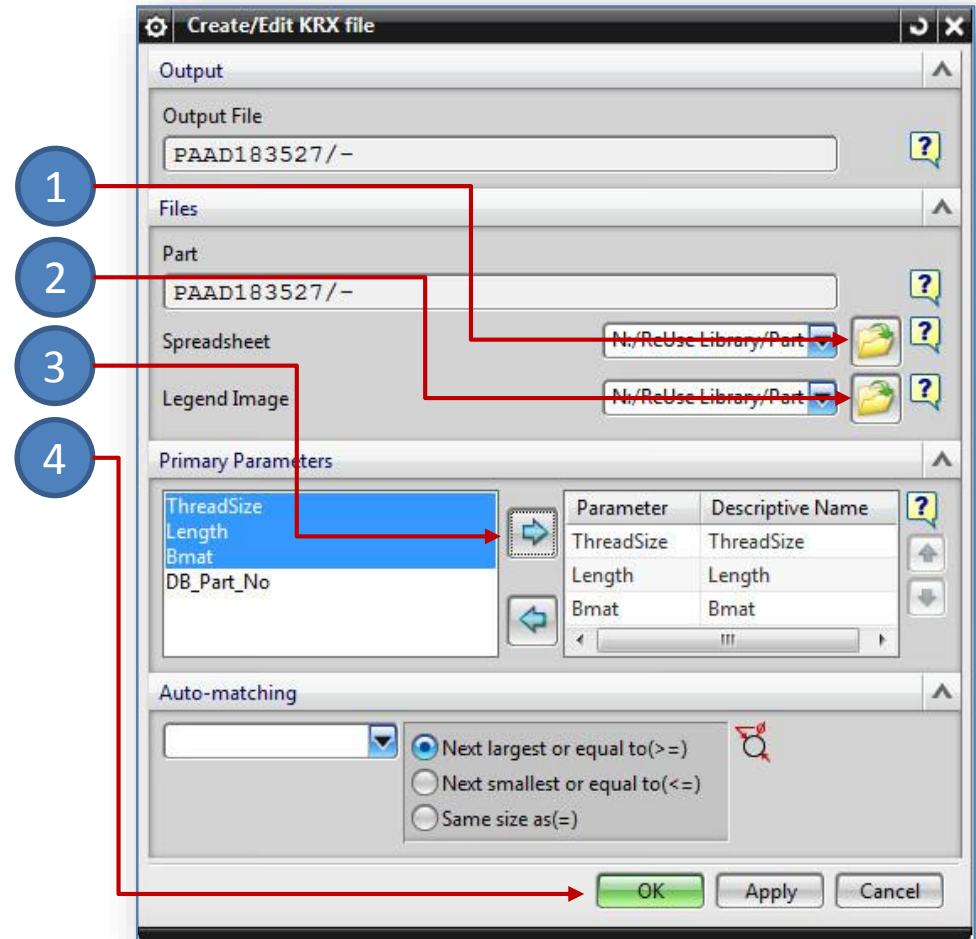 Create/Edit KRX file
Output
Output File
PAAD183527/-
1
Files
Part
2
PAAD183527/-
Spreadsheet
N:/ReUse Library/Part
3
Legend Image
N:/ReUse Library/Part
4
Primary Parameters
ThreadSize
Length
Bmat
DB_Part_No
Parameter Descriptive Name
ThreadSize ThreadSize
Length Length
Bmat Bmat
Auto-matching
Next largest or equal to(>=)
Next smallest or equal to(<=)
Same size as(=)
OK Apply Cancel